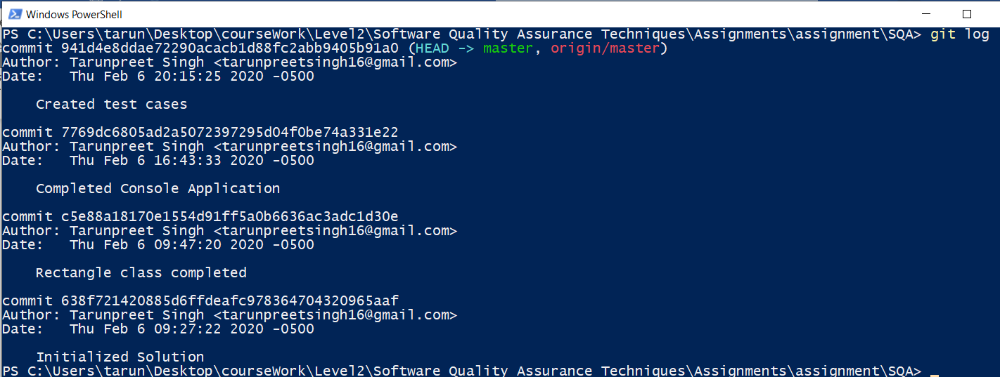 Windows PowerShell
PS C:\Users\tarun\Desktop\courseWork\Level2\Software Quality Assurance Techniques\Assignments\assignment\SQA> git log
commit 941d4e8ddae72290acacb1d88fc2abb9405b91a0 (HEAD -> master, origin/master)
Author: Tarunpreet Singh <tarunpreetsingh16@gmail.com>
Date:   Thu Feb 6 20:15:25 2020 -0500
    Created test cases
commit 7769dc6805ad2a5072397295d04f0be74a331e22
Author: Tarunpreet Singh <tarunpreetsingh16@gmail.com>
Date:   Thu Feb 6 16:43:33 2020 -0500
    Completed Console Application
commit c5e88a18170e1554d91ff5a0b6636ac3adc1d30e
Author: Tarunpreet Singh <tarunpreetsingh16@gmail.com>
Date:   Thu Feb 6 09:47:20 2020 -0500
    Rectangle class completed
commit 638f721420885d6ffdeafc978364704320965aaf
Author: Tarunpreet Singh <tarunpreetsingh16@gmail.com>
Date:   Thu Feb 6 09:27:22 2020 -0500
    Initialized Solution
PS C:\Users\tarun\Desktop\courseWork\Level2\Software Quality Assurance Techniques\Assignments\assignment\SQA>